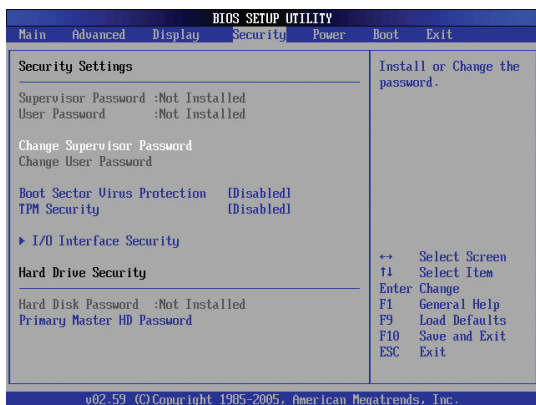 BIOS SETUP UTILITY
Main Advanced Display Security Power Boot Exit
Security Settings
Supervisor Password :Not Installed
User Password :Not Installed
Change Supervisor Password
Change User Password
Boot Sector Virus Protection [Disabled]
TPM Security [Disabled]
▶ I/O Interface Security
Hard Drive Security
Hard Disk Password :Not Installed
Primary Master HD Password
Install or Change the
password.
↔ Select Screen
↑↓ Select Item
Enter Change
F1 General Help
F9 Load Defaults
F10 Save and Exit
ESC Exit
v02.59 (C)Copyright 1985-2005, American Megatrends, Inc.